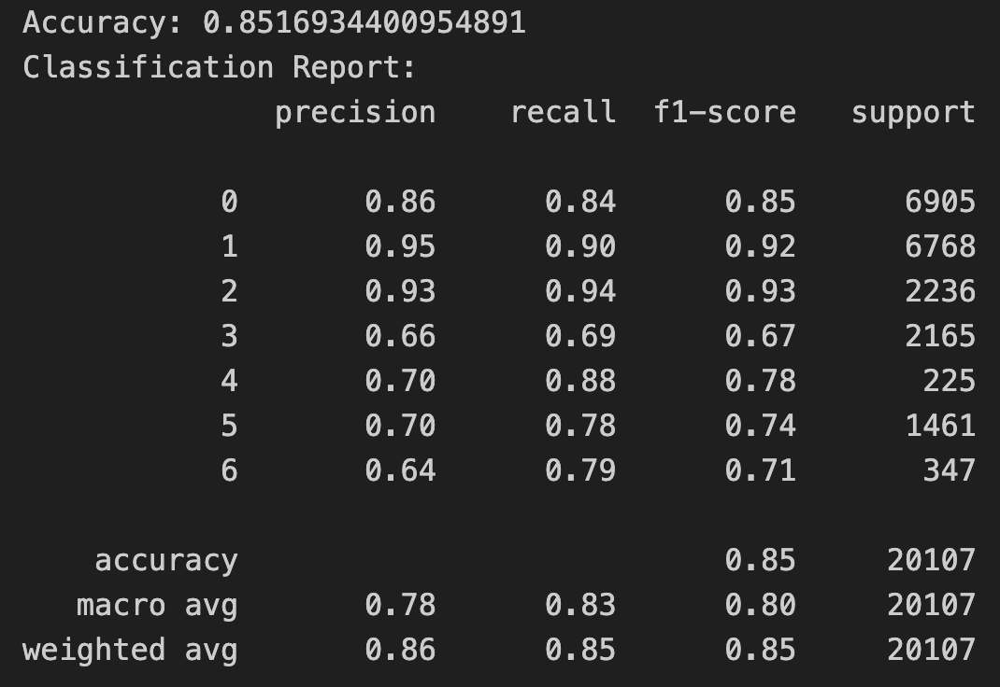 Accuracy: 0.8516934400954891
Classification Report:
precision recall f1-score support
0 0.86 0.84 0.85 6905
1 0.95 0.90 0.92 6768
2 0.93 0.94 0.93 2236
3 0.66 0.69 0.67 2165
4 0.70 0.88 0.78 225
5 0.70 0.78 0.74 1461
6 0.64 0.79 0.71 347
accuracy 0.85 20107
macro avg 0.78 0.83 0.80 20107
weighted avg 0.86 0.85 0.85 20107